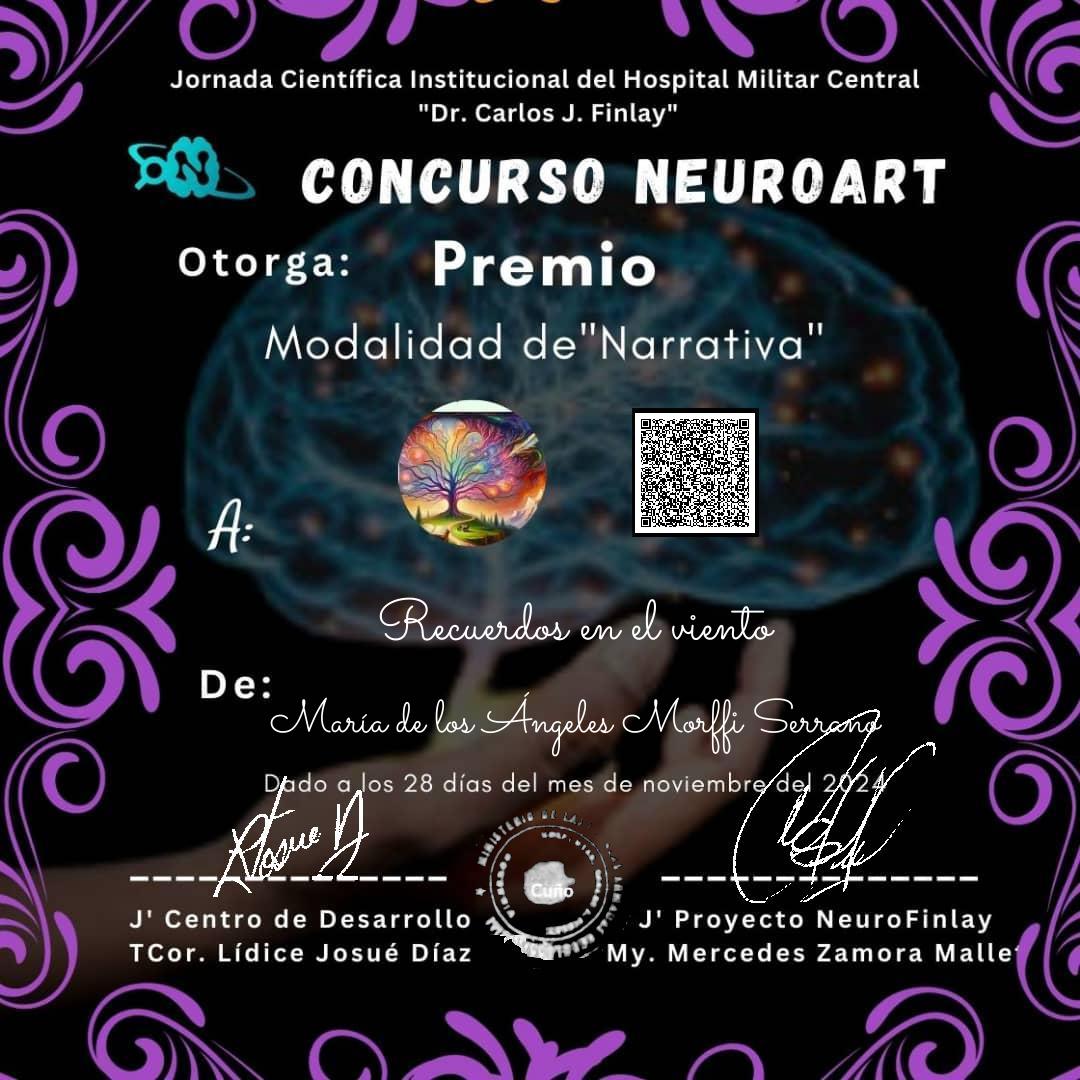 Jornada Científica Institucional del Hospital Militar Central
"Dr. Carlos J. Finlay"
CONCURSO NEUROART
Otorga: Premio
Modalidad de"Narrativa"
A:
Recuerdos en el viento
De:
María de los Ángeles Morffi Serrano
Dado a los 28 días del mes de noviembre del 2024
MINISTERIO DE LA
Cuño
J' Centro de Desarrollo
TCor. Lídice Josué Díaz
J' Proyecto NeuroFinlay
My. Mercedes Zamora Mallet